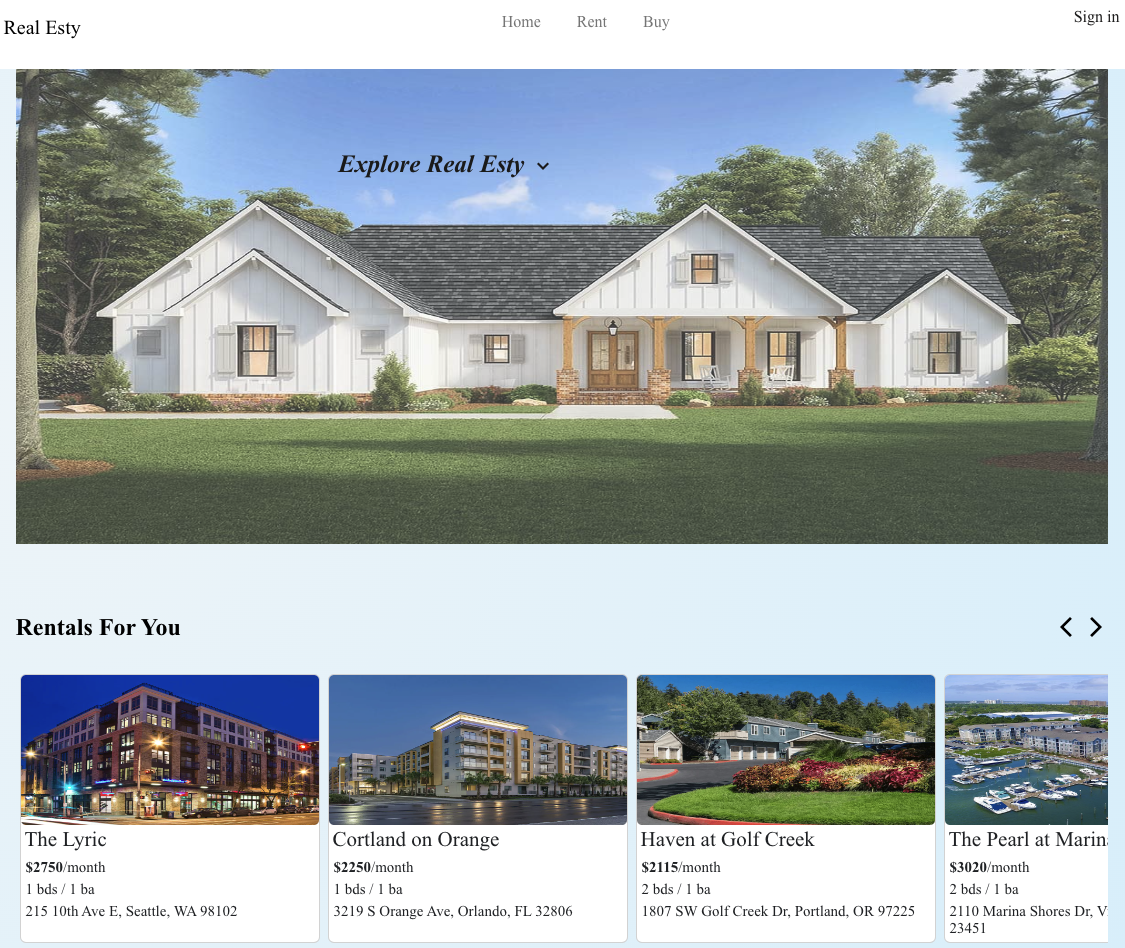 Real Esty
Home Rent Buy
Sign in
Explore Real Esty
Rentals For You
The Lyric
$2750/month
1 bds / 1 ba
215 10th Ave E, Seattle, WA 98102
Cortland on Orange
$2250/month
1 bds / 1 ba
3219 S Orange Ave, Orlando, FL 32806
Haven at Golf Creek
$2115/month
2 bds / 1 ba
1807 SW Golf Creek Dr, Portland, OR 97225
The Pearl at Marina
$3020/month
2 bds / 1 ba
2110 Marina Shores Dr,
23451